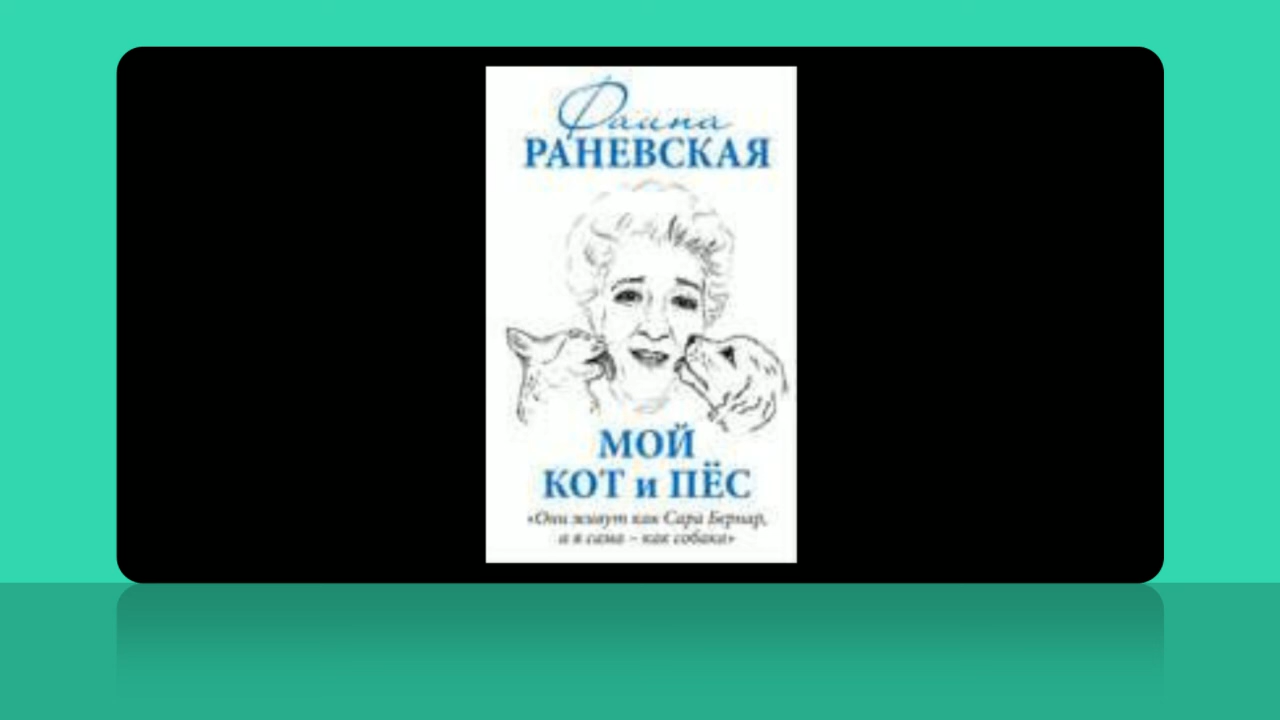 Фаина
РАНЕВСКАЯ
МОЙ
КОТ и ПЁС
«Они живут как Сара Бернар,
а я сама – как собака»